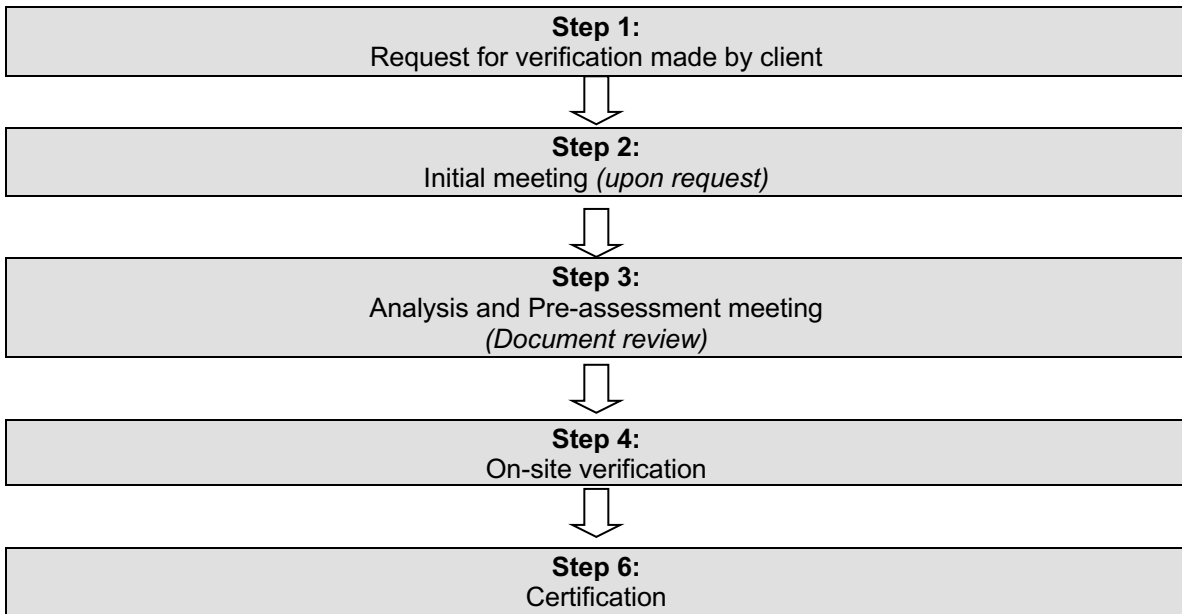 Step 1:
Request for verification made by client
Step 2:
Initial meeting (upon request)
Step 3:
Analysis and Pre-assessment meeting
(Document review)
Step 4:
On-site verification
Step 6:
Certification